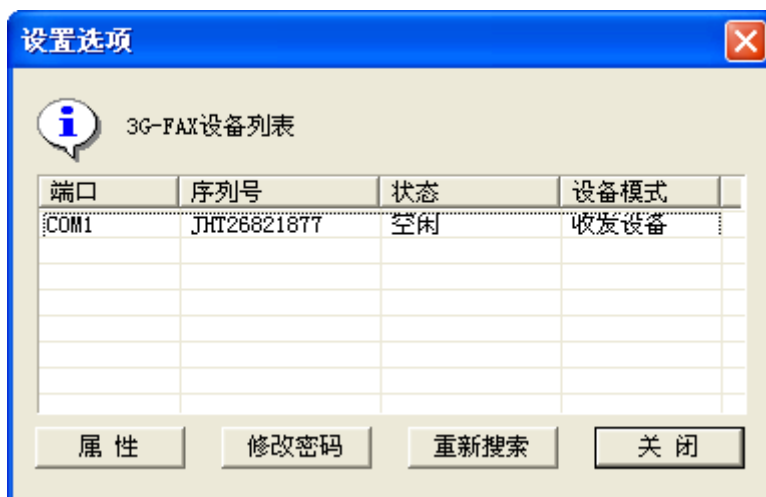 设置选项
3G-FAX设备列表
端口 序列号 状态 设备模式
COM1 JHT26821877 空闲 收发设备
属 性 修改密码 重新搜索 关 闭